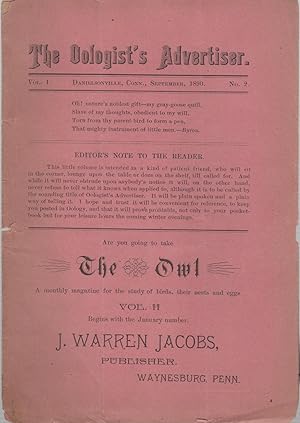 The Oologist's Advertiser.
Vol. 1 Danielsonville, Conn., September, 1890. No. 9
Oh! nature's noblest gift—my gray-goose quill,
Slave of my thoughts, obedient to my will,
Torn from thy parent bird to form a pen,
That mighty instrument of little men.—Byron.
EDITOR'S NOTE TO THE READER.
This little column is intended as a kind of patient friend, who will sit
in the corner, lounge upon the table or desk on the shelf, till called for. And
while it will never obtrude upon anybody's notice it will, on the other hand,
never refuse to tell what it knows when applied to, although it is to be called by
the sounding title of Oologist's Advertiser. It will be plain spoken and a plain
way of telling it. I hope and trust it will be convenient for reference, to keep
you posted in Oology, and that it will prove profitable, not only to your pocket-
book but for your leisure hours the coming winter evenings.
Are you going to take
The Owl
A monthly magazine for the study of birds, their nests and eggs
VOL. II
Begins with the January number.
J. WARREN JACOBS,
PUBLISHER.
WAYNESBURG, PENN.